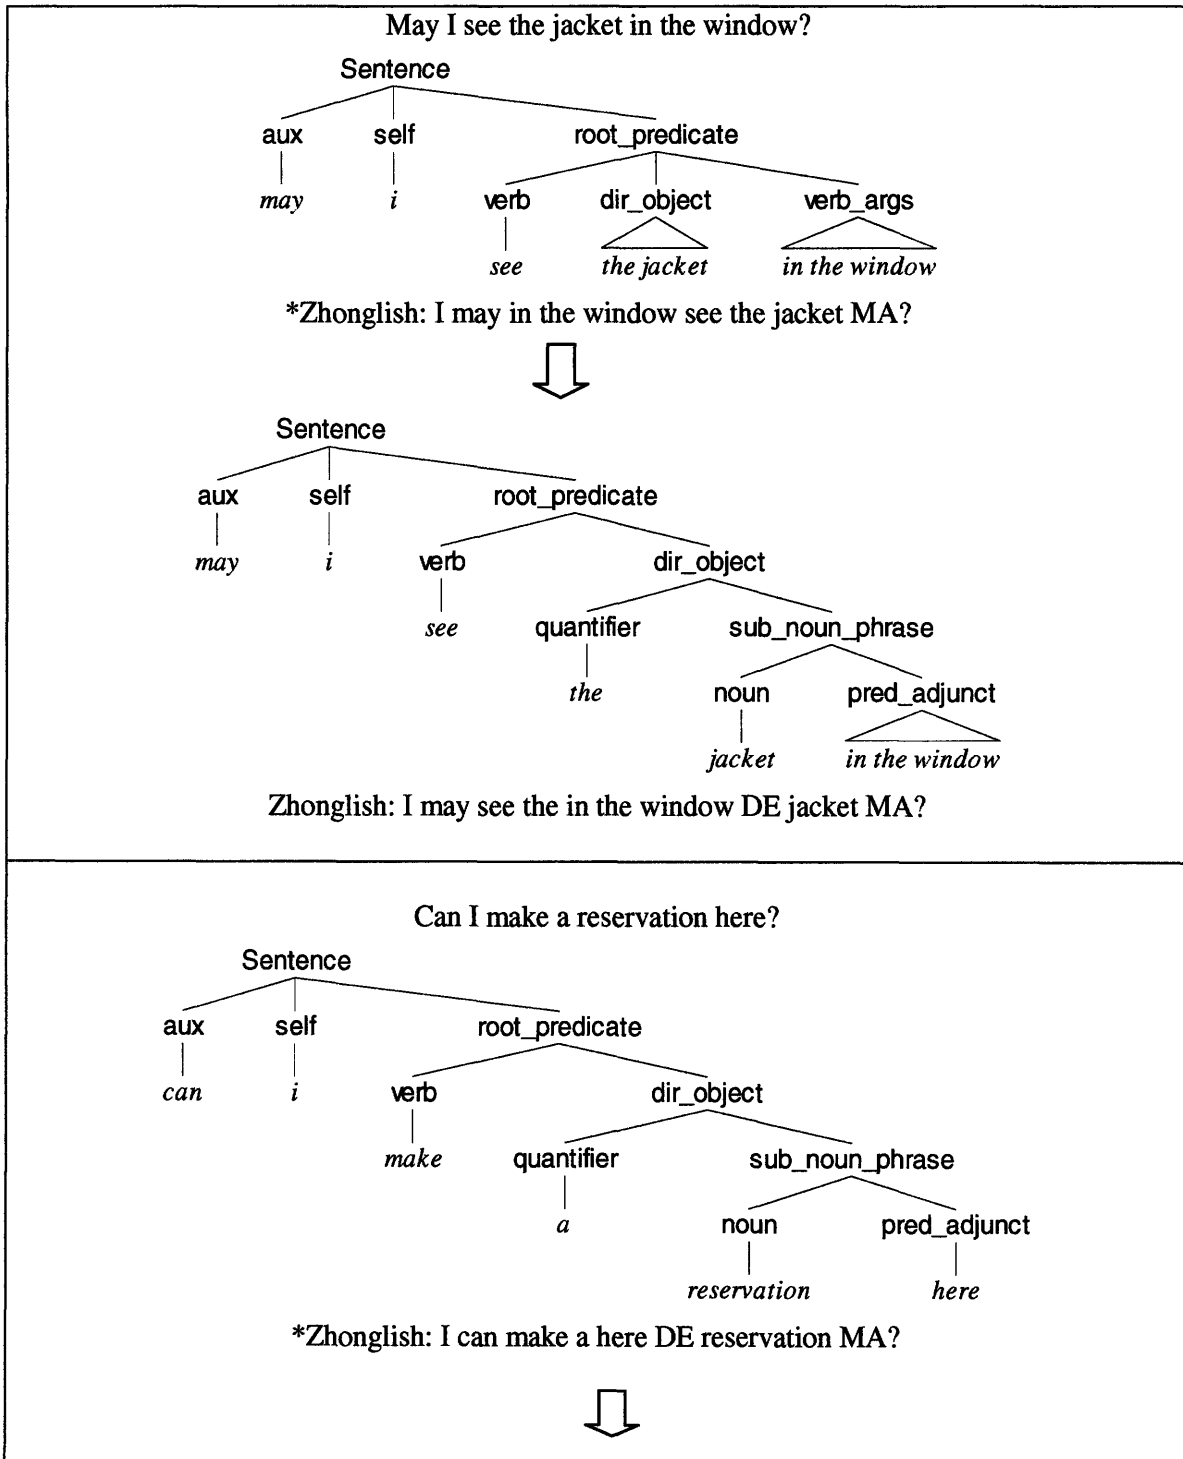 May I see the jacket in the window?
Sentence
aux self root_predicate
may i verb dir_object verb_args
see the jacket in the window
*Zhonglish: I may in the window see the jacket MA?
Sentence
aux self root_predicate
may i verb dir_object
see quantifier sub_noun_phrase
the noun pred_adjunct
jacket in the window
Zhonglish: I may see the in the window DE jacket MA?
Can I make a reservation here?
Sentence
aux self root_predicate
can i verb dir_object
make quantifier sub_noun_phrase
a noun pred_adjunct
reservation here
*Zhonglish: I can make a here DE reservation MA?